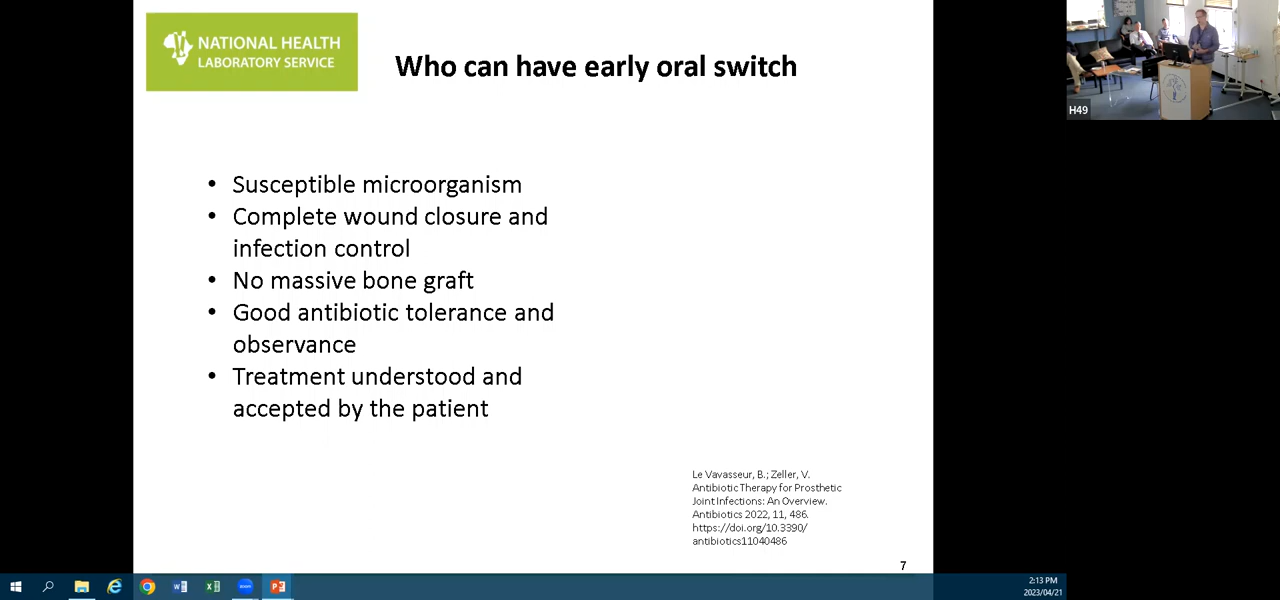 NATIONAL HEALTH
LABORATORY SERVICE
Who can have early oral switch
• Susceptible microorganism
• Complete wound closure and
infection control
• No massive bone graft
• Good antibiotic tolerance and
observance
• Treatment understood and
accepted by the patient
Le Vavasseur, B.; Zeller, V.
Antibiotic Therapy for Prosthetic
Joint Infections: An Overview.
Antibiotics 2022, 11, 486.
https://doi.org/10.3390/
antibiotics11040486
7
H49
zoom
2:13 PM
2023/04/21